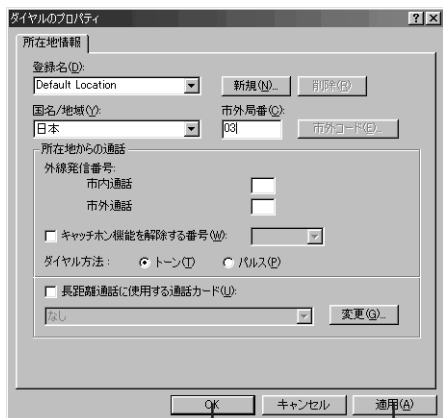 ダイヤルのプロパティ
所在地情報
登録名(D):
Default Location
新規(N)...
削除(R)
国名/地域(Y):
市外局番(C):
日本
03
市外コード(E)...
所在地からの通話
外線発信番号:
市内通話
市外通話
キャッチホン機能を解除する番号(W):
ダイヤル方法:
トーン(T)
パルス(P)
長距離通話に使用する通話カード(U):
なし
変更(G)...
OK
キャンセル
適用(A)